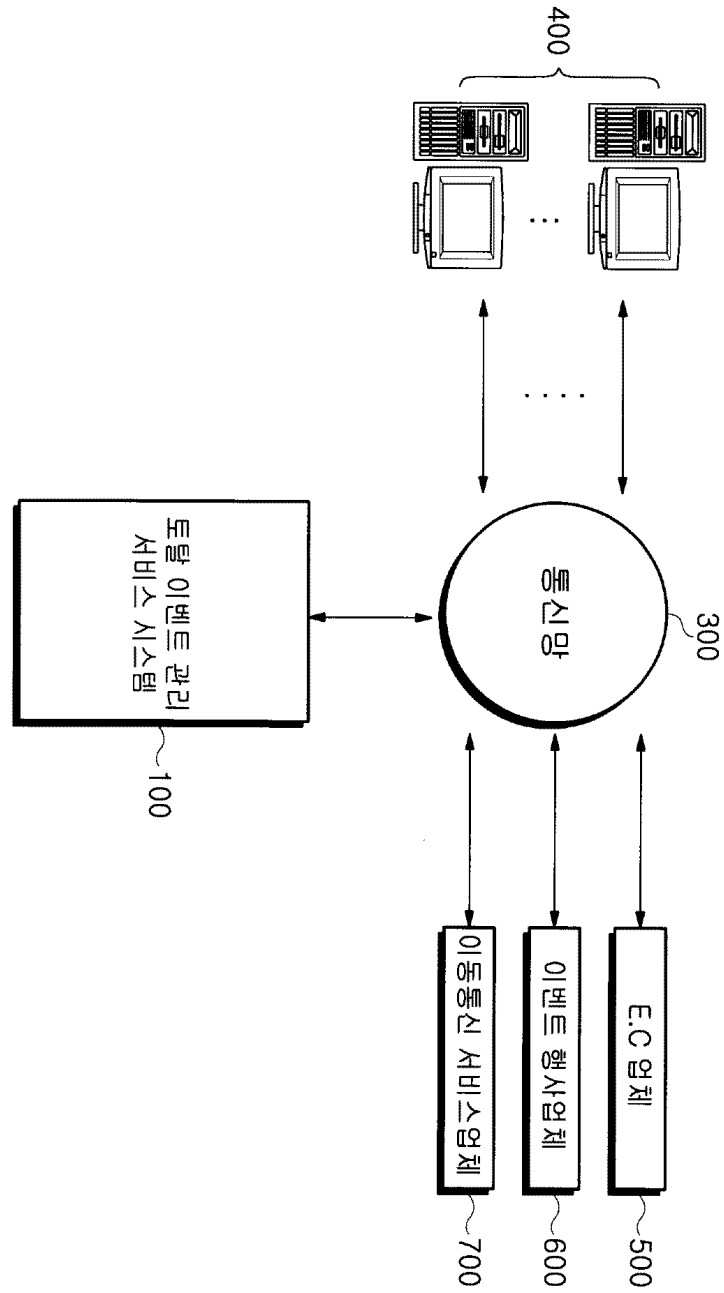 400
300
통신망
토탈 이벤트 관리
서비스 시스템
100
E.C 업체
500
이벤트 행사업체
600
이동통신 서비스업체
700